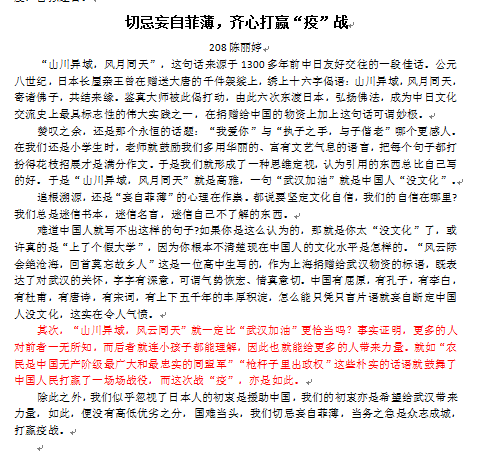 切忌妄自菲薄，齐心打赢“疫”战
208 陈丽婷
“山川异域，风月同天”，这句话来源于 1300 多年前中日友好交往的一段佳话。公元
八世纪，日本长屋亲王曾在赠送大唐的千件袈裟上，绣上十六字偈语：山川异域，风月同天，
寄诸佛子，共结来缘。鉴真大师被此偈打动，由此六次东渡日本，弘扬佛法，成为中日文化
交流史上最具标志性的伟大实践之一，在捐赠给中国的物资上加上这句话可谓妙极。
赞叹之余，还是那个永恒的话题：“我爱你”与“执子之手，与子偕老”哪个更感人。
在我们还是小学生时，老师就鼓励我们多用华丽的、富有文艺气息的语言，把每个句子都打
扮得花枝招展才是满分作文。于是我们就形成了一种思维定视，认为引用的东西总比自己写
的好。于是“山川异域，风月同天”就是高雅，一句“武汉加油”就是中国人“没文化”。
追根溯源，还是“妄自菲薄”的心理在作祟。都说要坚定文化自信，我们的自信在哪里?
我们总是迷信书本，迷信名言，迷信自己不了解的东西。
难道中国人就写不出这样的句子?如果你是这么认为的，那就是你太“没文化”了，或
许真的是“上了个假大学”，因为你根本不清楚现在中国人的文化水平是怎样的。“风云际
会绝沧海，回首莫忘故乡人”这是一位高中生写的，作为上海捐赠给武汉物资的标语，既表
达了对武汉的关怀，字字有深意，可谓气势恢宏、情真意切。中国有屈原，有孔子，有李白，
有杜甫，有唐诗，有宋词，有上下五千年的丰厚积淀，怎么能只凭只言片语就妄自断定中国
人没文化，这实在令人气愤。
其次，“山川异域，风云同天”就一定比“武汉加油”更恰当吗？事实证明，更多的人
对前者一无所知，而后者就连小孩子都能理解，因此也就能给更多的人带来力量。就如“农
民是中国无产阶级最广大和最忠实的同盟军”“枪杆子里出政权”这些朴实的话语就鼓舞了
中国人民打赢了一场场战役，而这次战“疫”，亦是如此。
除此之外，我们似乎忽视了日本人的初衷是援助中国，我们的初衷亦是希望给武汉带来
力量，如此，便没有高低优劣之分，国难当头，我们切忌妄自菲薄，当务之急是众志成城，
打赢疫战。